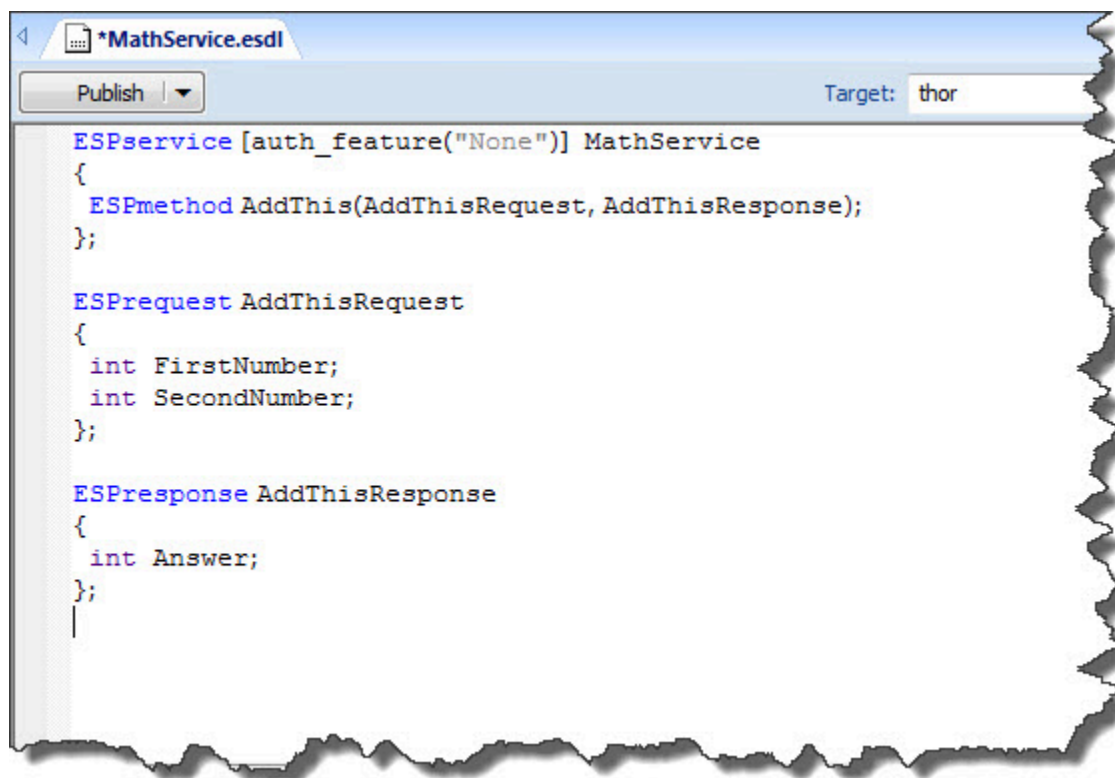 *MathService.esdl
Publish
Target: thor
ESPservice [auth_feature("None")] MathService
{
ESPmethod AddThis(AddThisRequest, AddThisResponse);
};
ESPrequest AddThisRequest
{
int FirstNumber;
int SecondNumber;
};
ESPresponse AddThisResponse
{
int Answer;
};